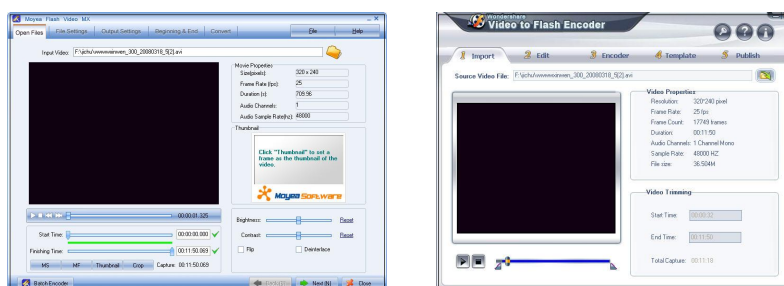 Moyea Flash Video MX
Open Files File Settings Output Settings Beginning & End Convert File Help
Input Video: F:\jichu\wwwxinwen_300_20080318_5[2].avi
Movie Properties
Size(pixels): 320 x 240
Frame Rate (fps): 25
Duration (s): 709.96
Audio Channels: 1
Audio Sample Rate(hz): 48000
Thumbnail
Click "Thumbnail" to set a
frame as the thumbnail of the
video.
Moyea Software
00:00:01.325
Start Time: 00:00:00.000
Finishing Time: 00:11:50.069
MS MF Thumbnail Crop Capture: 00:11:50.069
Brightness: Reset
Contrast: Reset
Flip Deinterlace
Batch Encoder Next (N) Close
Wondershare
Video to Flash Encoder
1 Import 2 Edit 3 Encoder 4 Template 5 Publish
Source Video File: F:\jichu\wwwxinwen_300_20080318_5[2].avi
Video Properties
Resolution: 320*240 pixel
Frame Rate: 25 fps
Frame Count: 17749 frames
Duration: 00:11:50
Audio Channels: 1 Channel Mono
Sample Rate: 48000 HZ
File size: 36.504M
Video Trimming
Start Time: 00:00:32
End Time: 00:11:50
Total Capture: 00:11:18